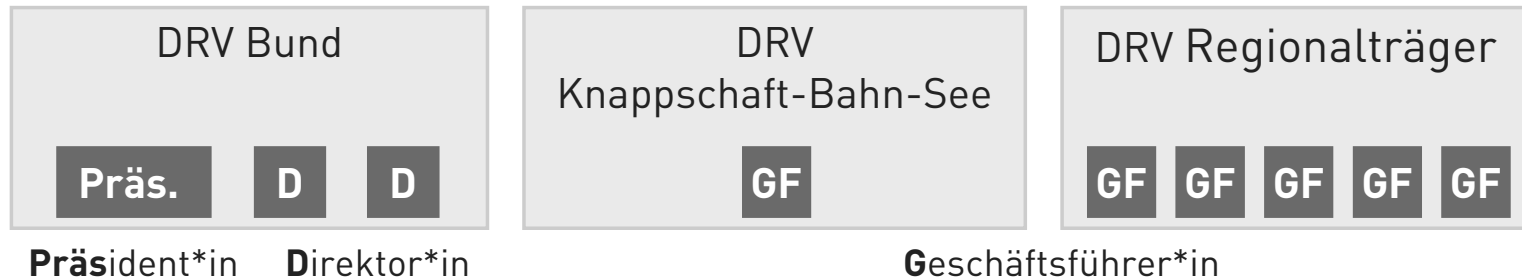 DRV Bund
Präs. D D
DRV
Knappschaft-Bahn-See
GF
DRV Regionalträger
GF GF GF GF GF
Präsident*in Direktor*in
Geschäftsführer*in